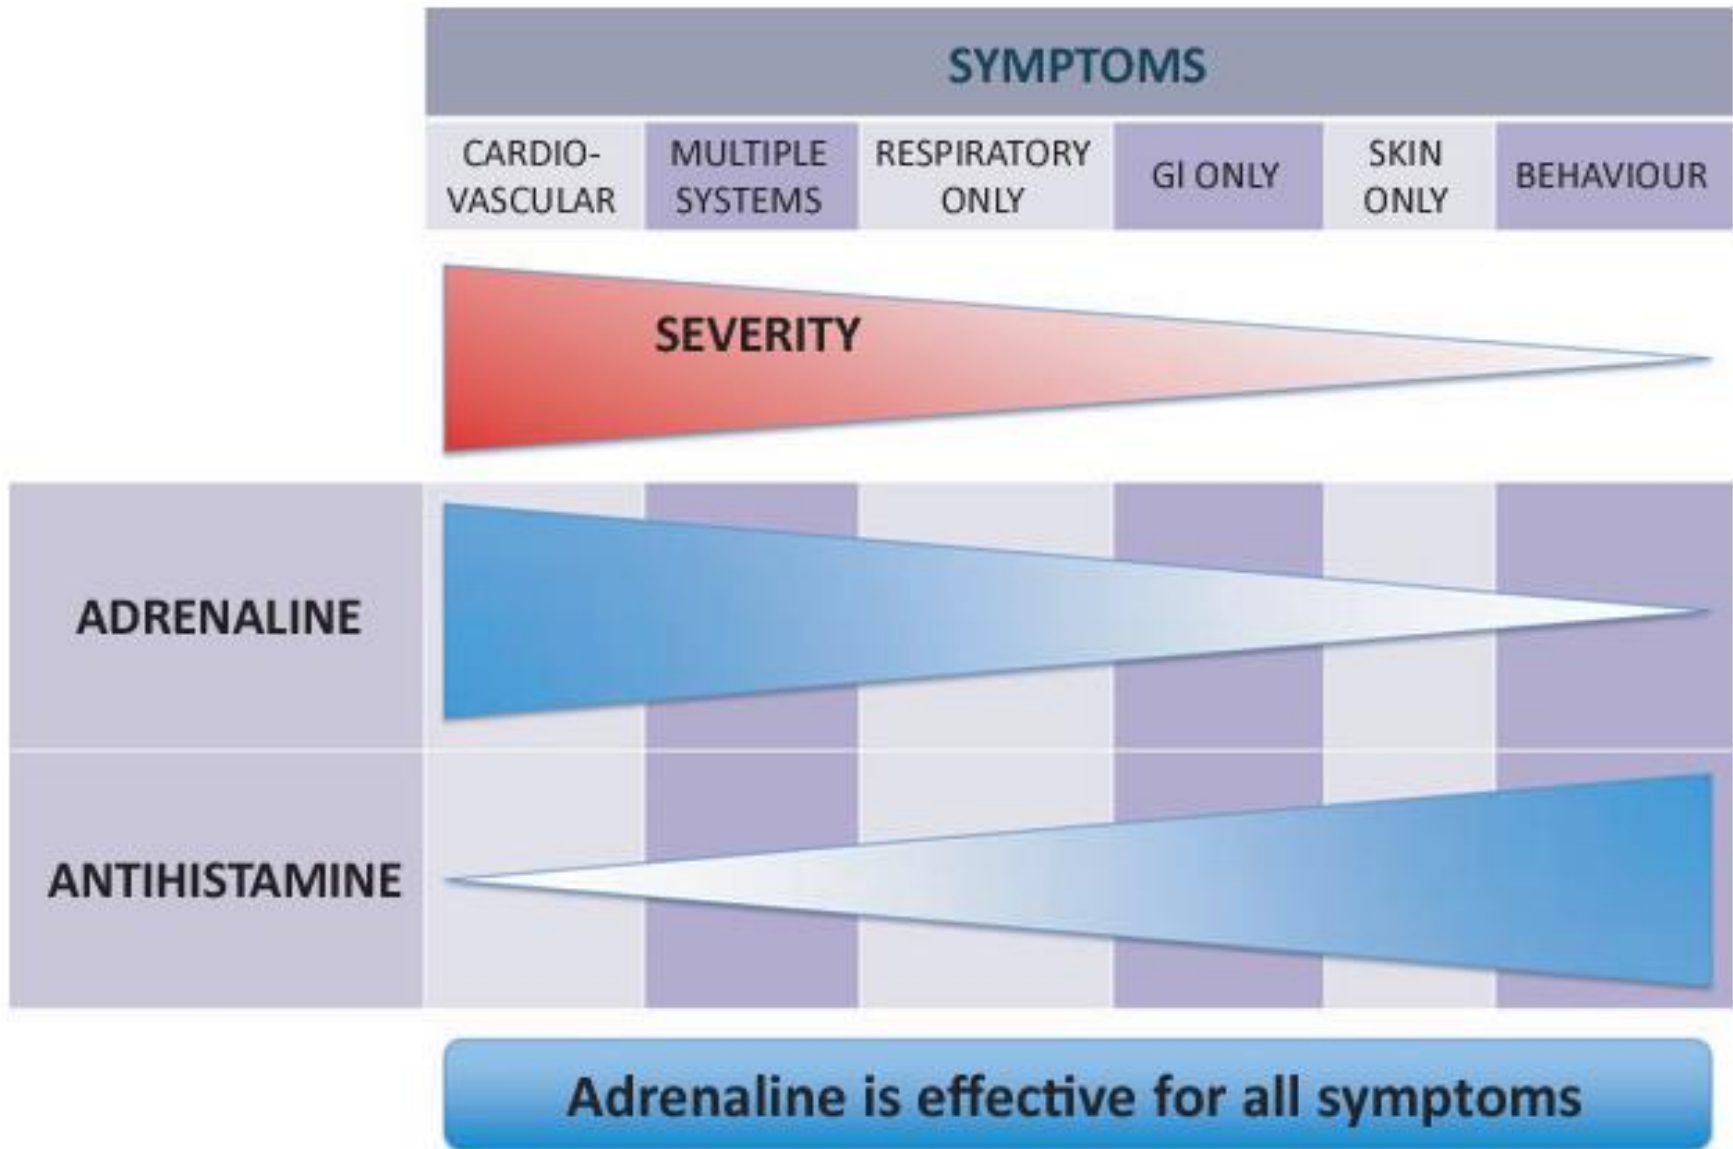 SYMPTOMS
CARDIO-
VASCULAR
MULTIPLE
SYSTEMS
RESPIRATORY
ONLY
GI ONLY
SKIN
ONLY
BEHAVIOUR
SEVERITY
ADRENALINE
ANTIHISTAMINE
Adrenaline is effective for all symptoms